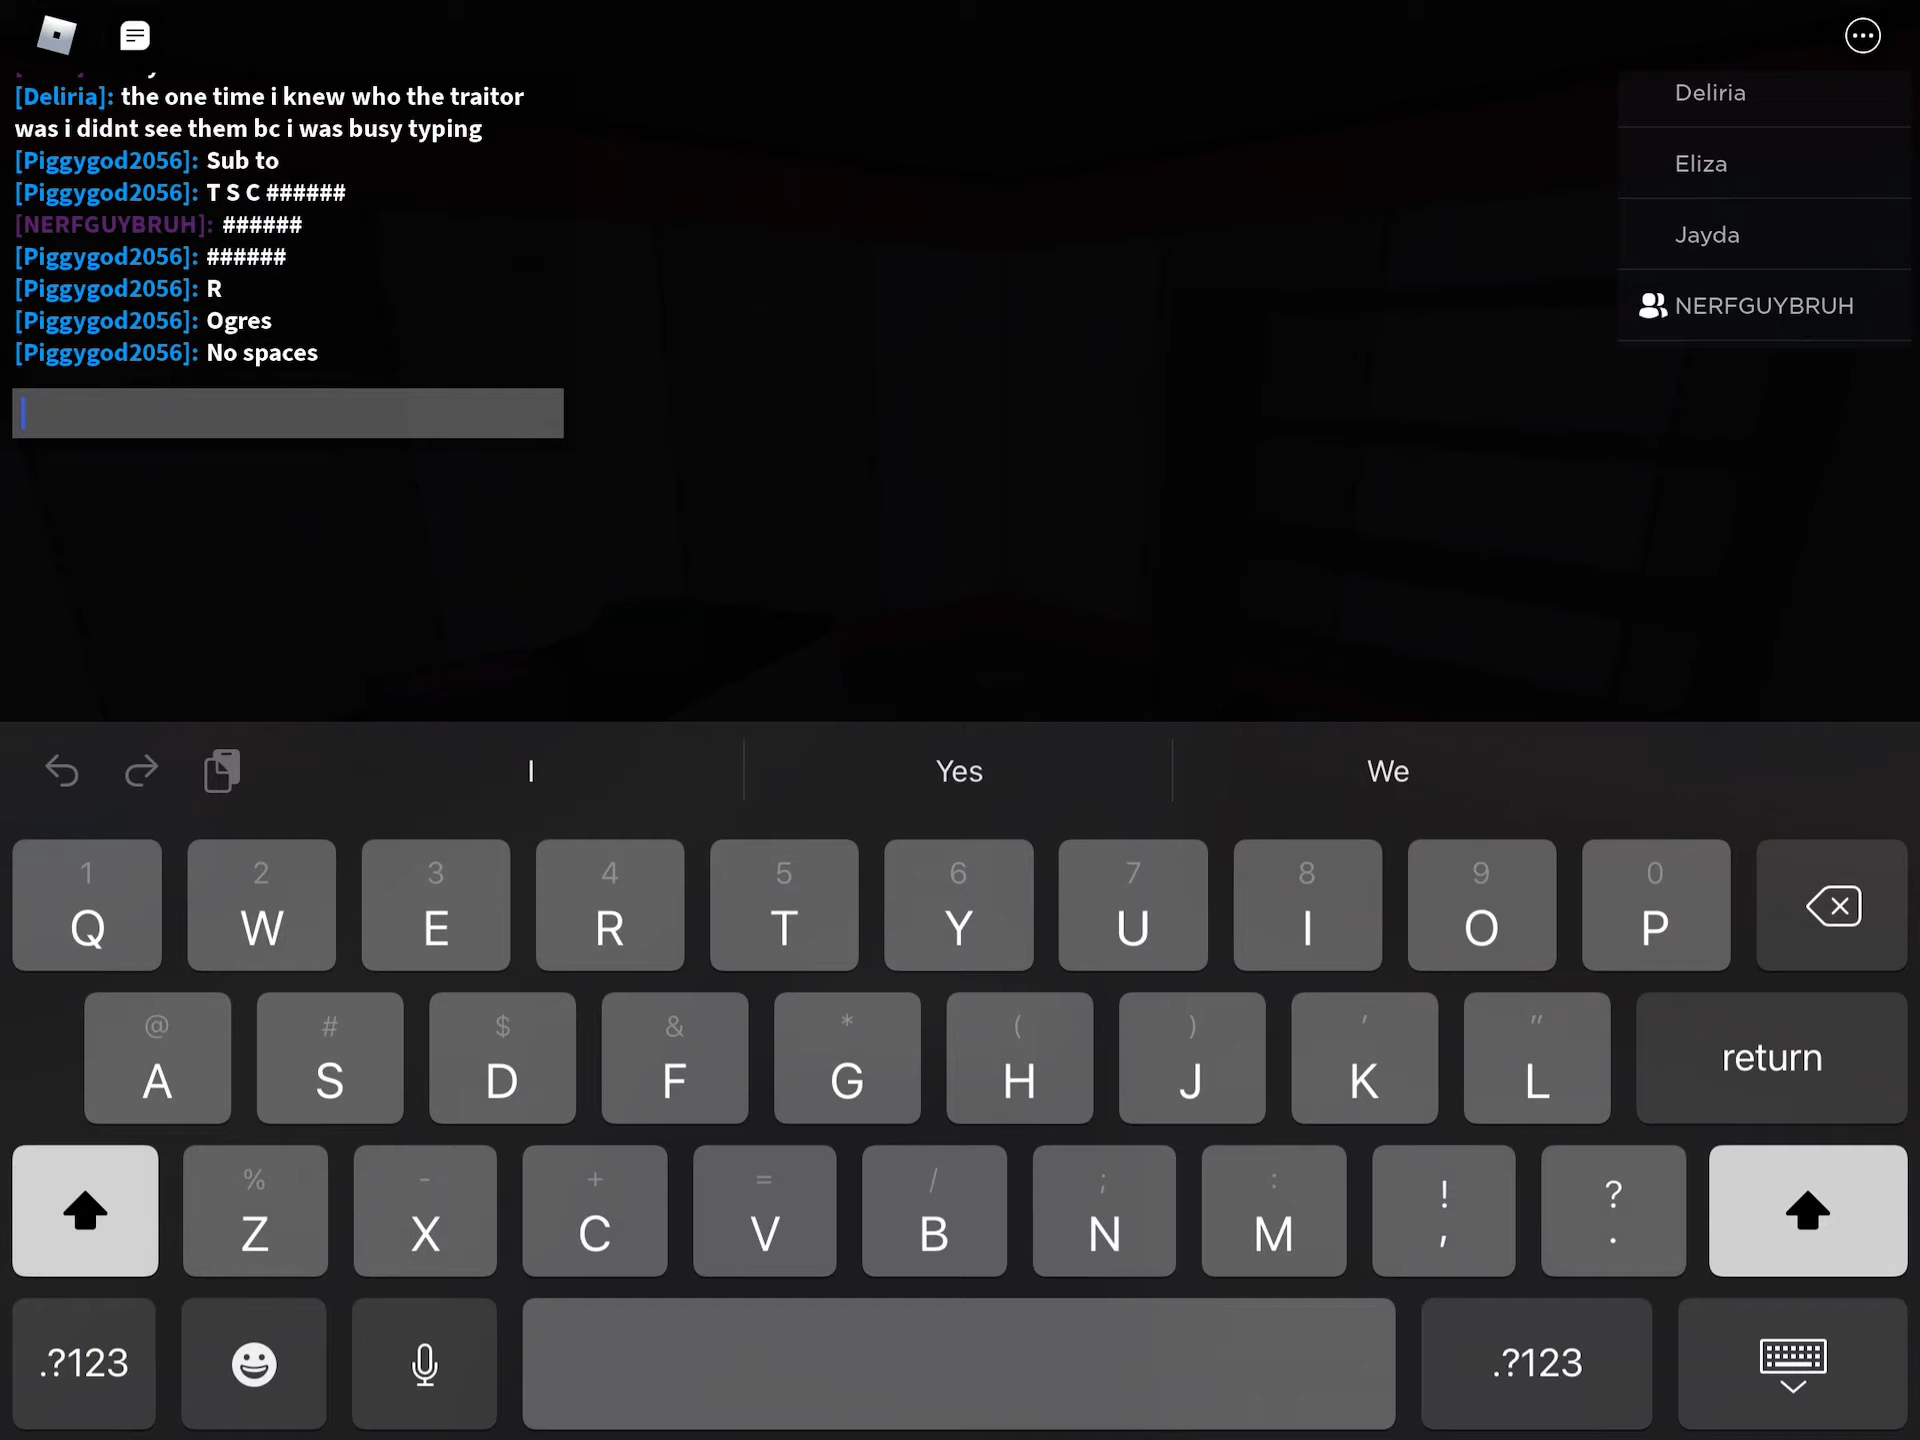 [Deliria]: the one time i knew who the traitor
was i didnt see them bc i was busy typing
[Piggygod2056]: Sub to
[Piggygod2056]: T S C ######
[NERFGUYBRUH]: ######
[Piggygod2056]: ######
[Piggygod2056]: R
[Piggygod2056]: Ogres
[Piggygod2056]: No spaces
Deliria
Eliza
Jayda
NERFGUYBRUH
I Yes We
1 2 3 4 5 6 7 8 9 0
Q W E R T Y U I O P
@ # $ & * ( ) ' "
A S D F G H J K L return
% - + = / ; : ! ?
Z X C V B N M , .
.?123 .?123